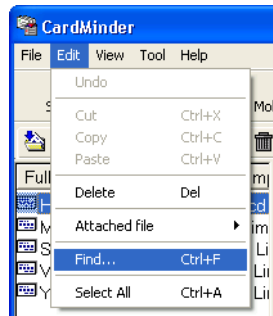 CardMinder
File Edit View Tool Help
Undo
Cut Ctrl+X
Copy Ctrl+C
Paste Ctrl+V
Delete Del
Attached file
Find... Ctrl+F
Select All Ctrl+A